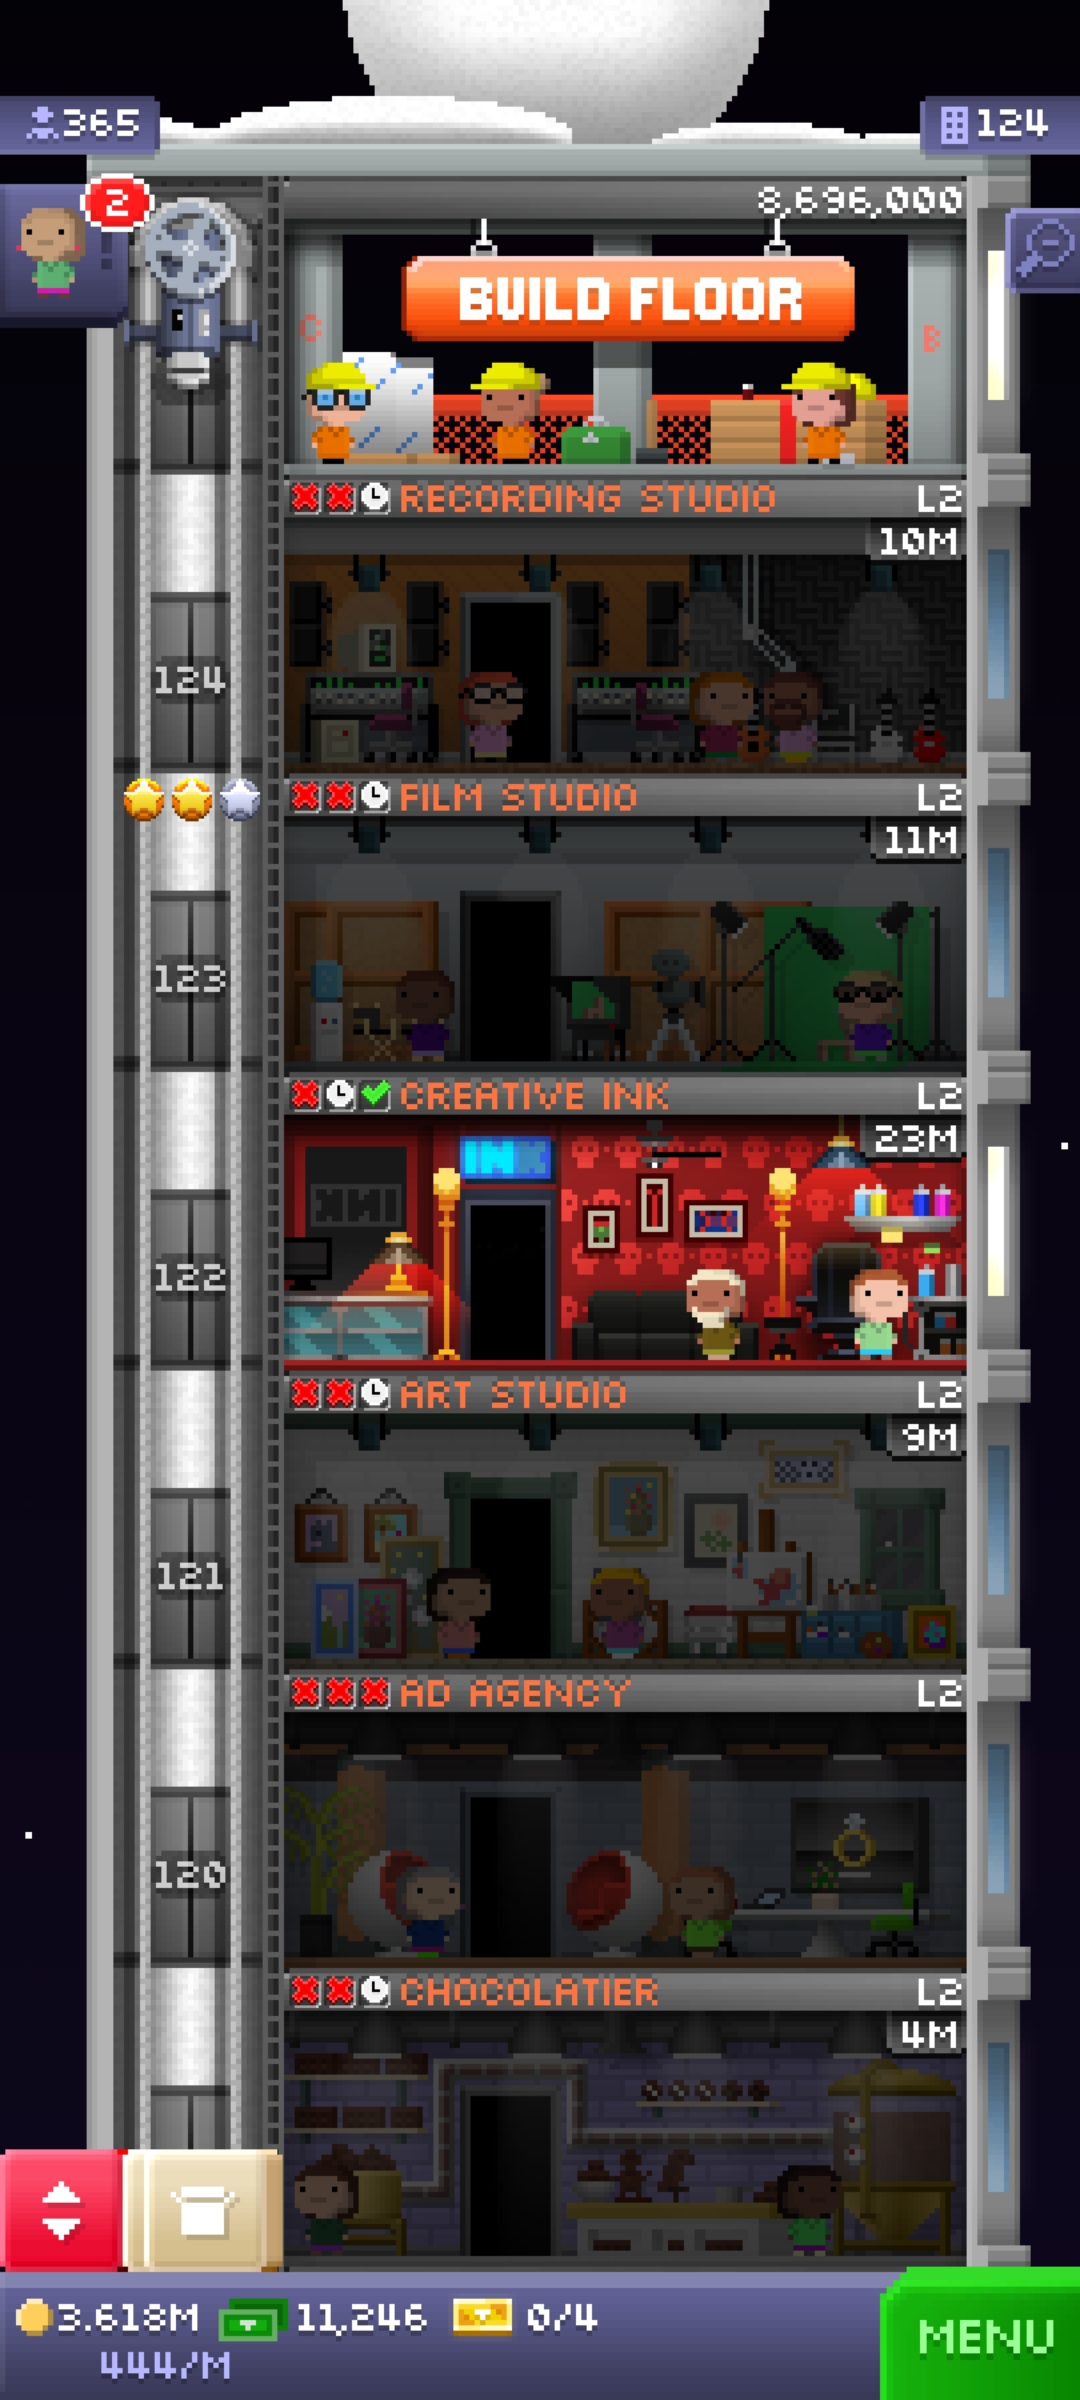 365
124
2
8,696,000
BUILD FLOOR
C
B
RECORDING STUDIO L2
10M
124
FILM STUDIO L2
11M
123
CREATIVE INK L2
23M
INK
INK
122
ART STUDIO L2
9M
121
AD AGENCY L2
120
CHOCOLATIER L2
4M
3.618M 11,246 0/4
444/M
MENU